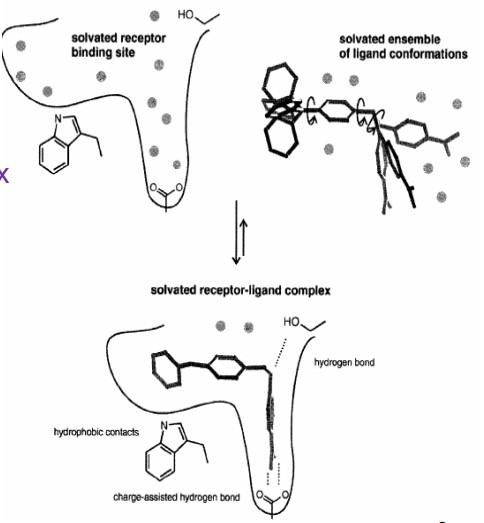 HO
solvated receptor
binding site
solvated ensemble
of ligand conformations
N
x
O O
solvated receptor-ligand complex
HO
hydrogen bond
hydrophobic contacts
N
charge-assisted hydrogen bond
O O